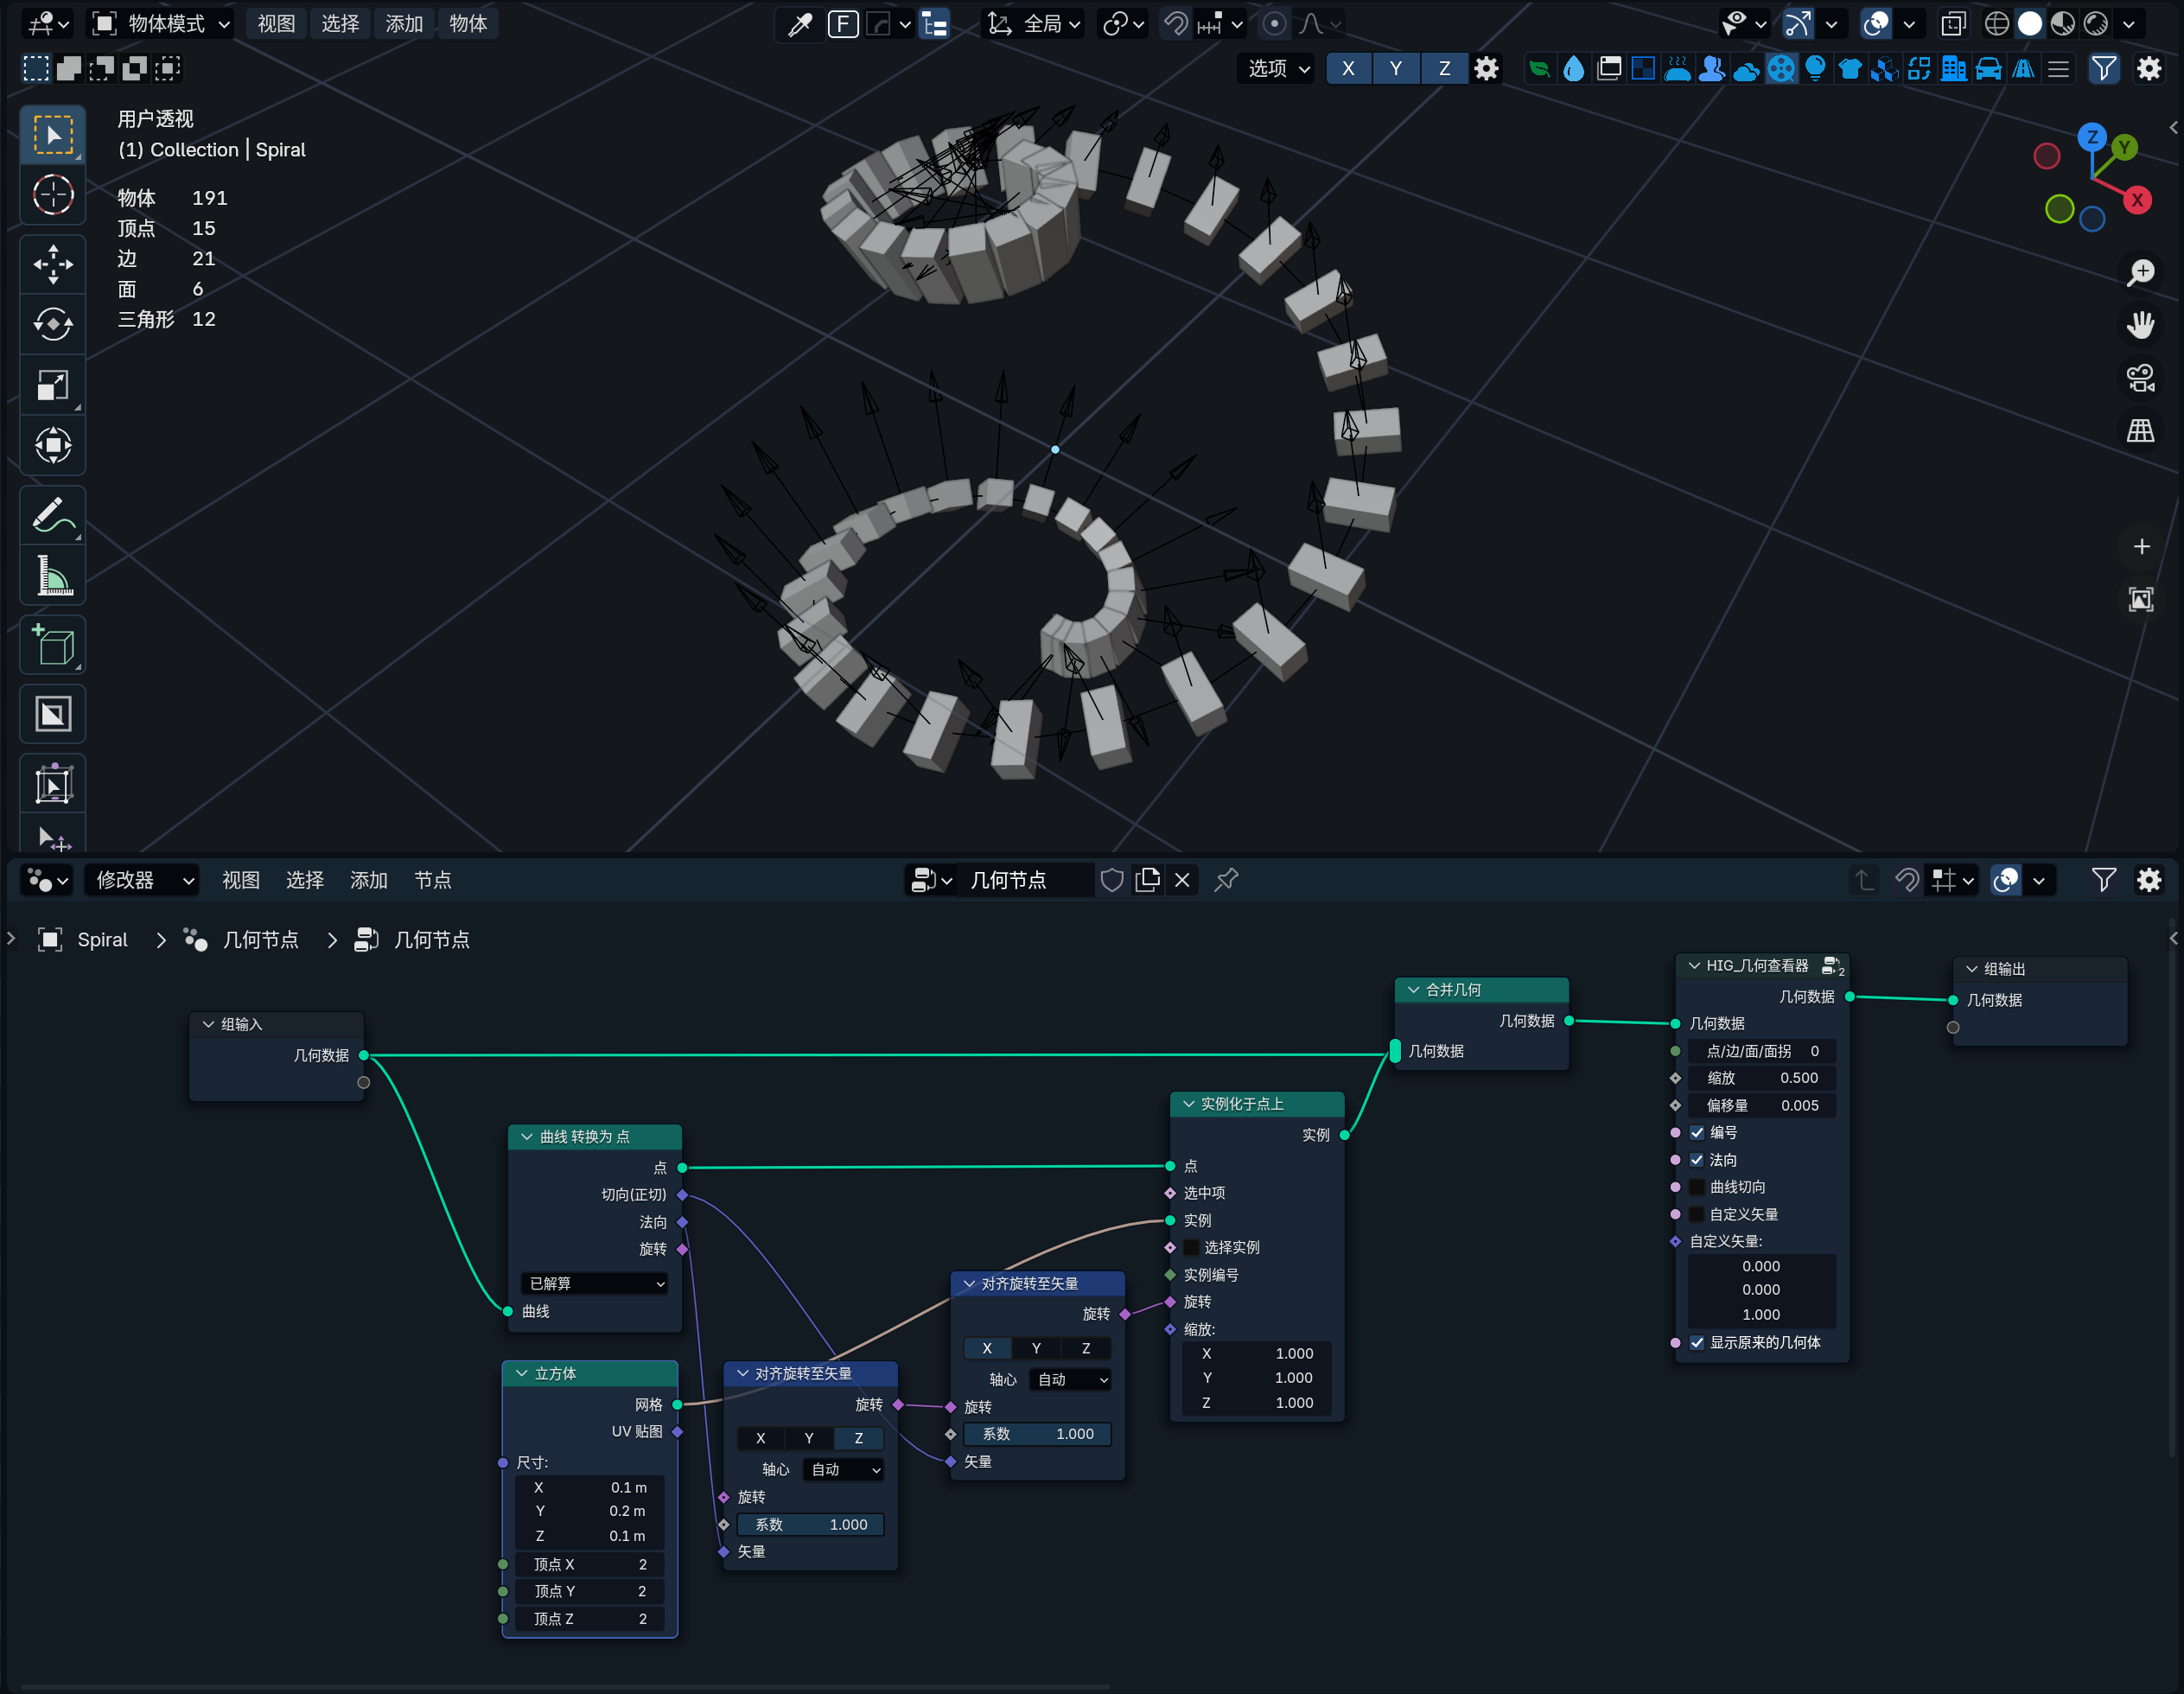 物体模式 视图 选择 添加 物体 F 全局
选项 X Y Z
用户透视
(1) Collection | Spiral
物体 191
顶点 15
边 21
面 6
三角形 12
Z
Y
X
修改器 视图 选择 添加 节点 几何节点
Spiral 几何节点 几何节点
组输入
几何数据
曲线 转换为 点
点
切向(正切)
法向
旋转
已解算
曲线
立方体
网格
UV 贴图
尺寸:
X 0.1 m
Y 0.2 m
Z 0.1 m
顶点 X 2
顶点 Y 2
顶点 Z 2
对齐旋转至矢量
旋转
X Y Z
轴心 自动
旋转
系数 1.000
矢量
对齐旋转至矢量
旋转
X Y Z
轴心 自动
旋转
系数 1.000
矢量
实例化于点上
实例
点
选中项
实例
选择实例
实例编号
旋转
缩放:
X 1.000
Y 1.000
Z 1.000
合并几何
几何数据
几何数据
HIG_几何查看器 2
几何数据
几何数据
点/边/面/面拐 0
缩放 0.500
偏移量 0.005
编号
法向
曲线切向
自定义矢量
自定义矢量:
0.000
0.000
1.000
显示原来的几何体
组输出
几何数据